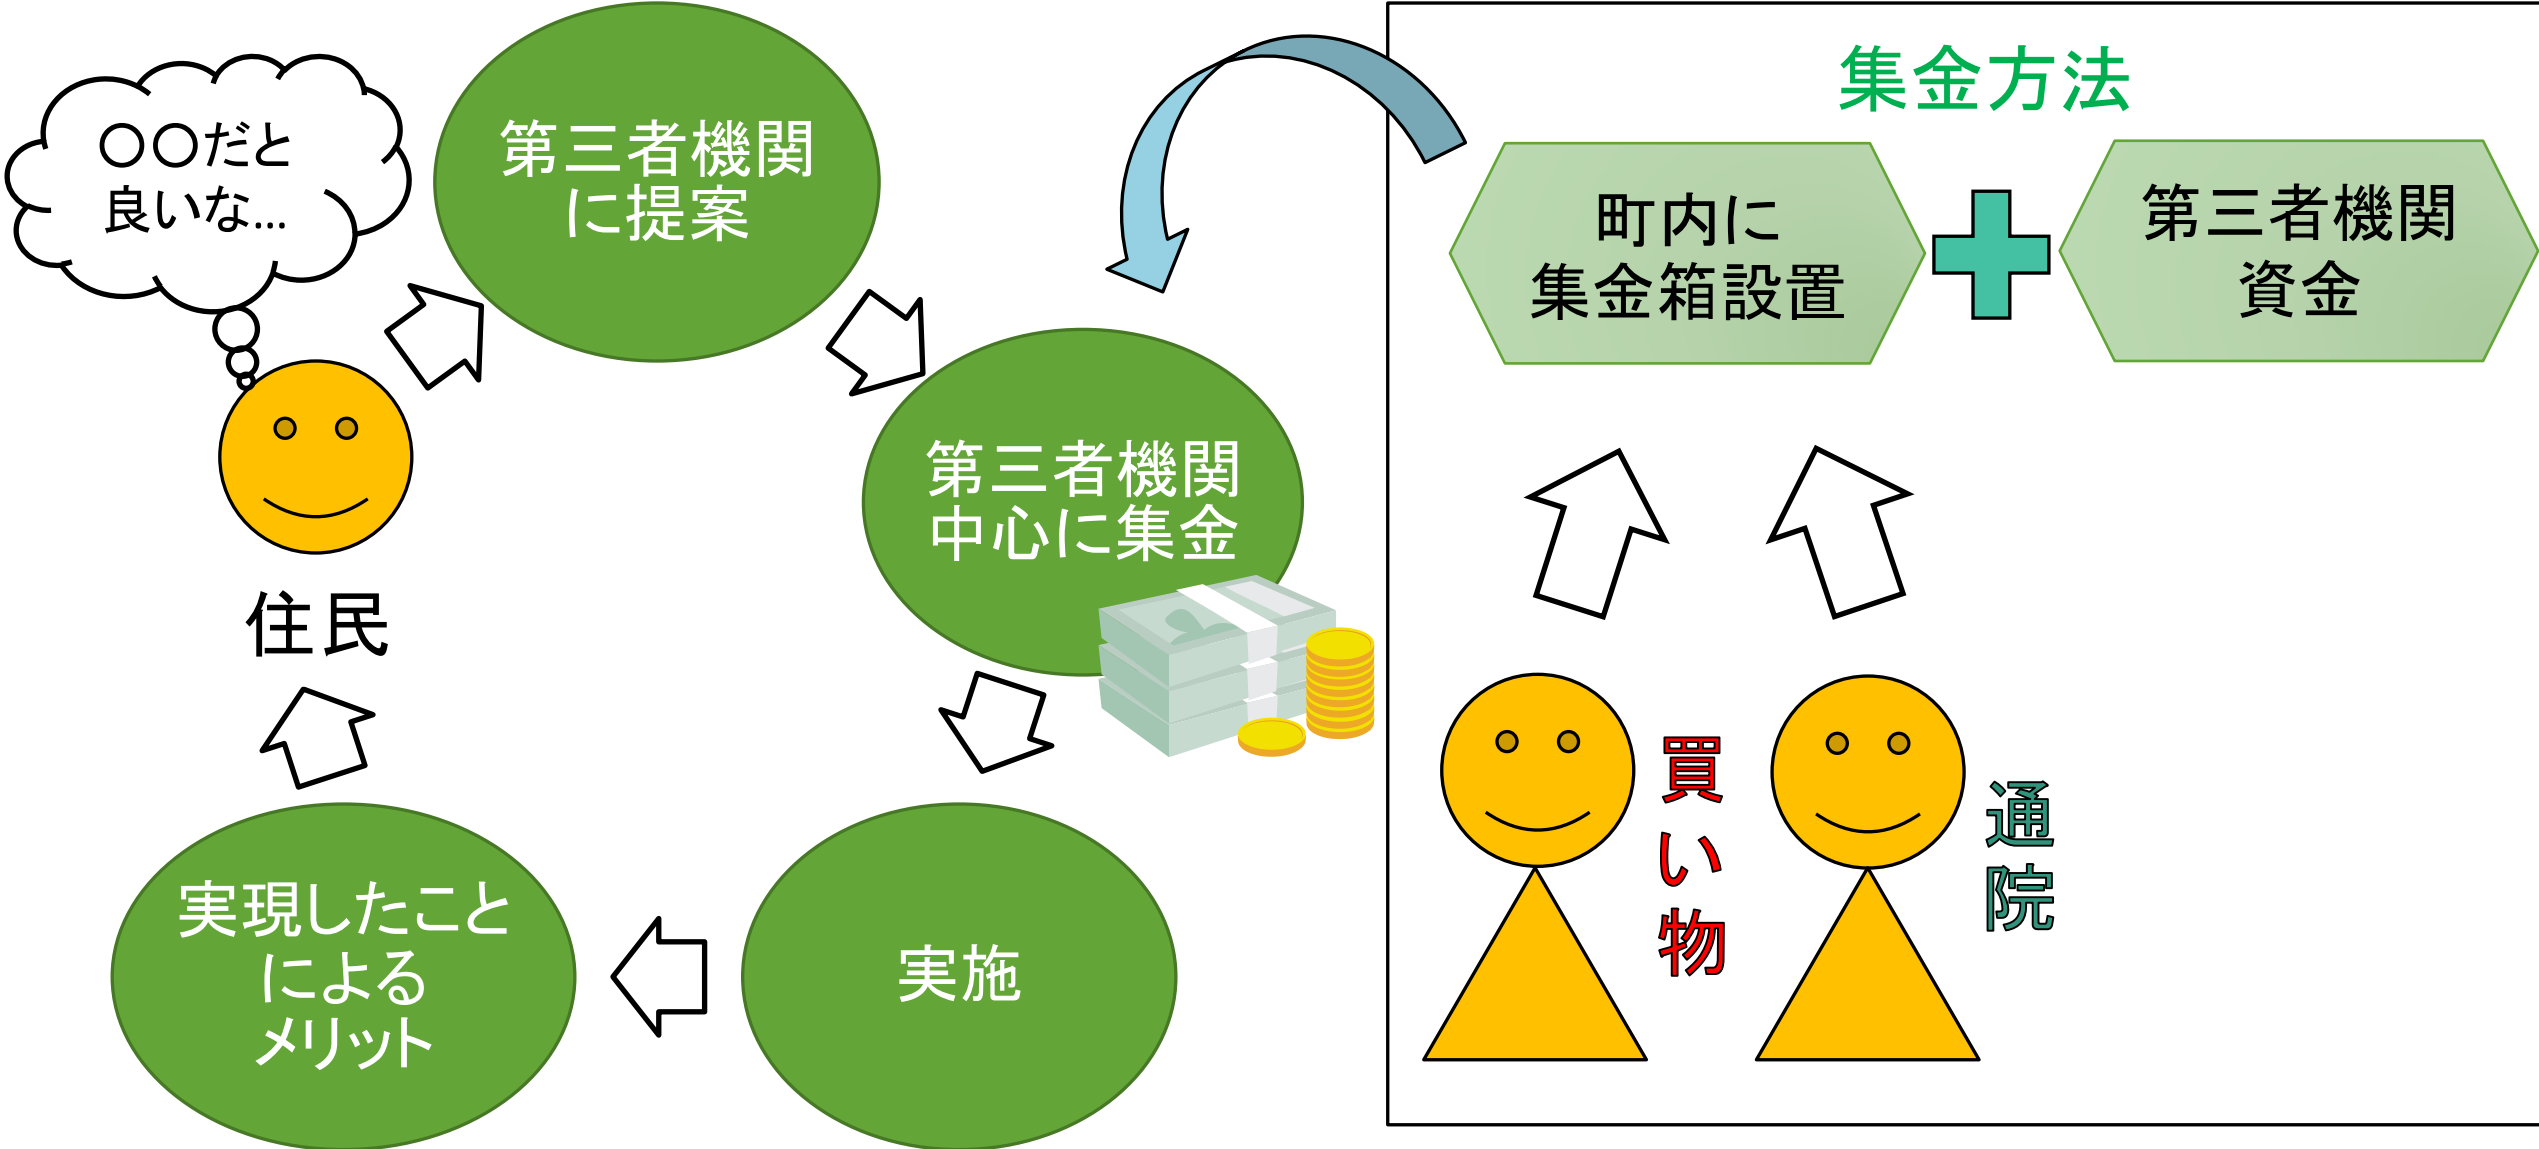 〇〇だと
良いな…
第三者機関
に提案
第三者機関
中心に集金
住民
実現したこと
による
メリット
実施
集金方法
町内に
集金箱設置
第三者機関
資金
買い物
通院